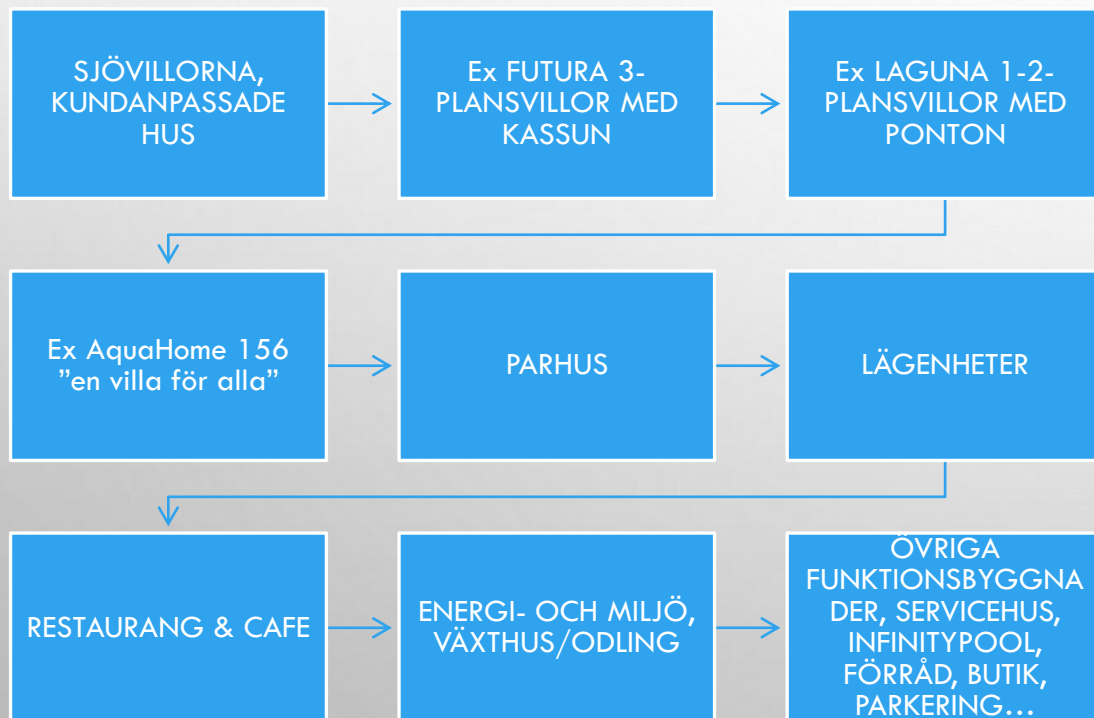 SJÖVILLORNA,
KUNDANPASSADE
HUS
Ex FUTURA 3-
PLANSVILLOR MED
KASSUN
Ex LAGUNA 1-2-
PLANSVILLOR MED
PONTON
Ex AquaHome 156
”en villa för alla”
PARHUS
LÄGENHETER
RESTAURANG & CAFE
ENERGI- OCH MILJÖ,
VÄXTHUS/ODLING
ÖVRIGA
FUNKTIONSBYGGNA
DER, SERVICEHUS,
INFINITYPOOL,
FÖRRÅD, BUTIK,
PARKERING…